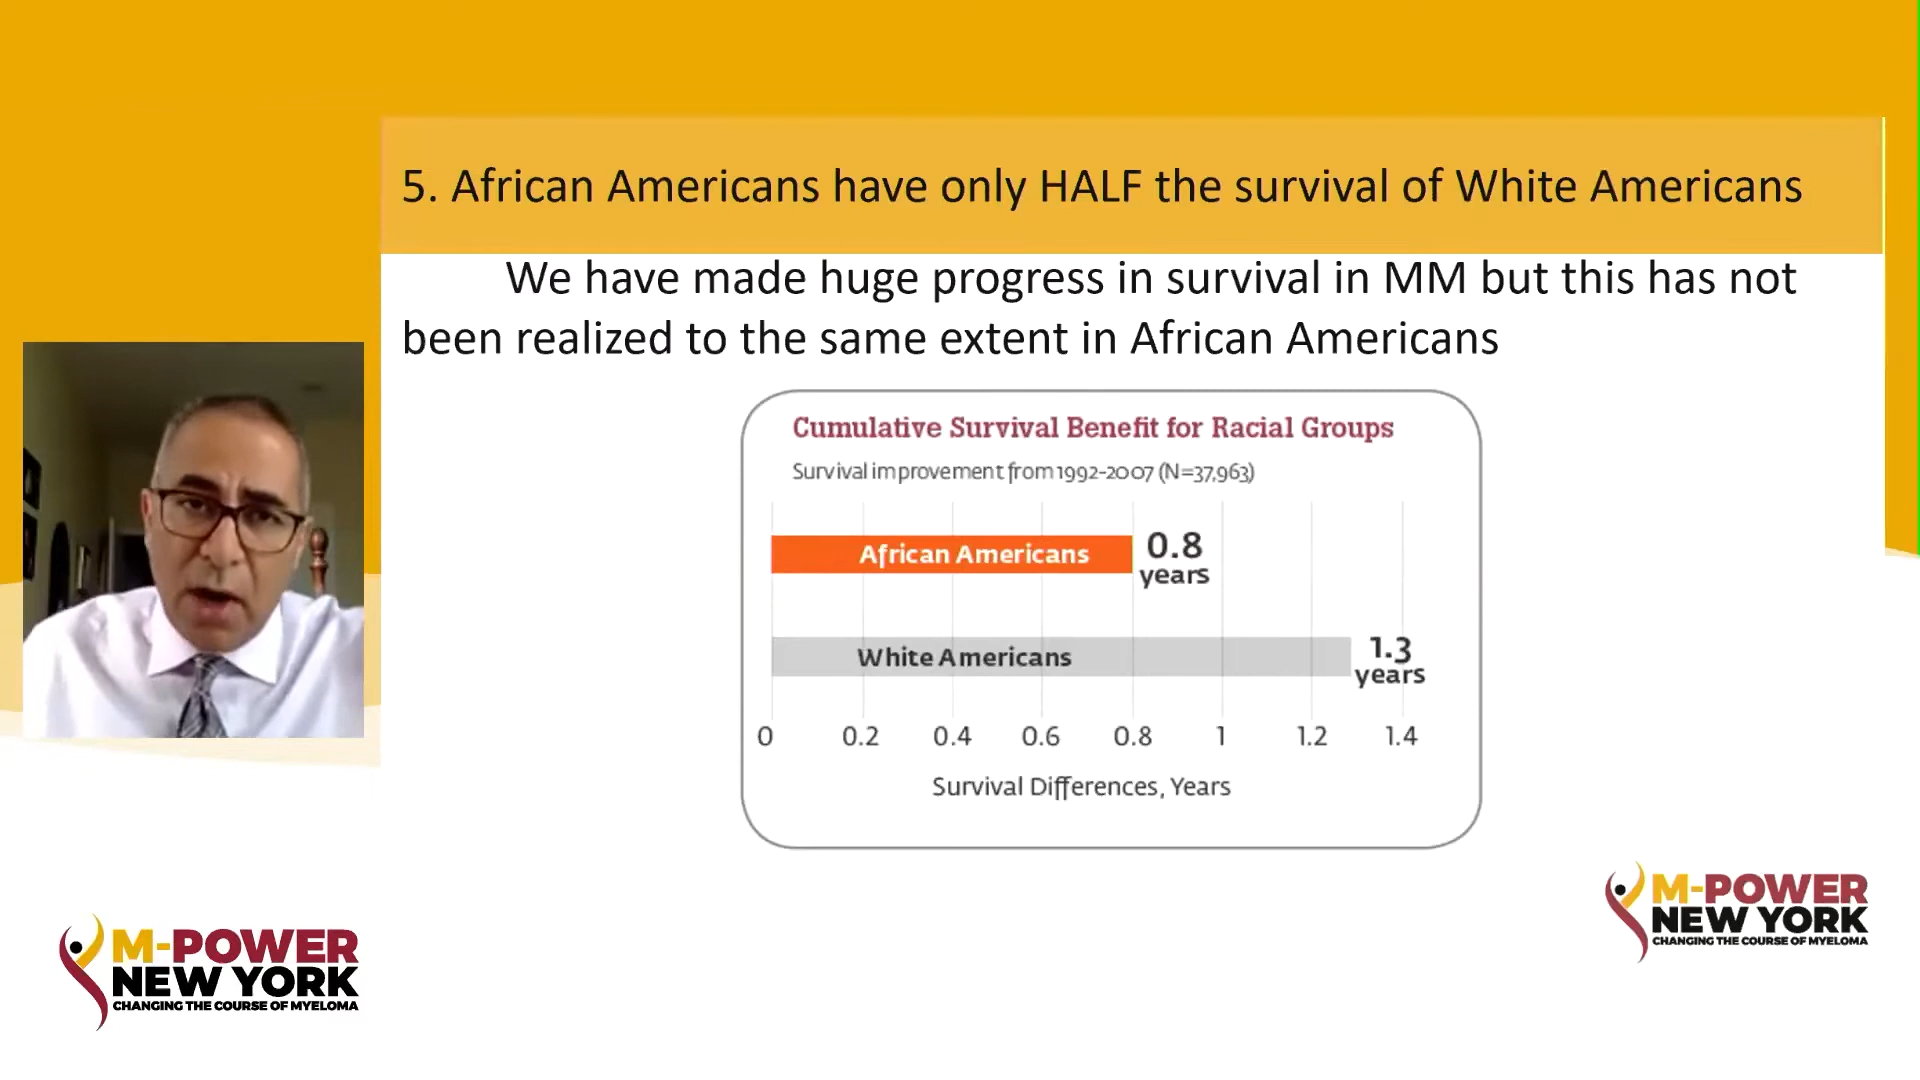 5. African Americans have only HALF the survival of White Americans
We have made huge progress in survival in MM but this has not
been realized to the same extent in African Americans
Cumulative Survival Benefit for Racial Groups
Survival improvement from 1992-2007 (N=37,963)
African Americans
0.8
years
White Americans
1.3
years
0 0.2 0.4 0.6 0.8 1 1.2 1.4
Survival Differences, Years
M-POWER
NEW YORK
CHANGING THE COURSE OF MYELOMA
M-POWER
NEW YORK
CHANGING THE COURSE OF MYELOMA